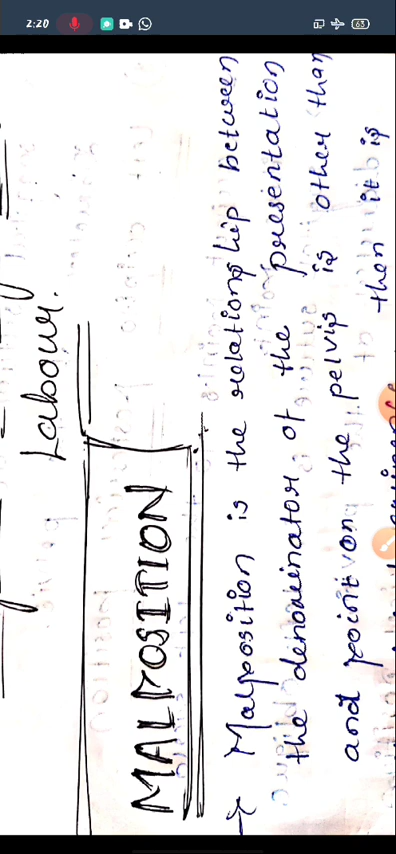 2:20
63
Labour.
MALPOSITION
→ Malposition is the relationship between
the denominator of the presentation
and point on the pelvis is other than
then it is